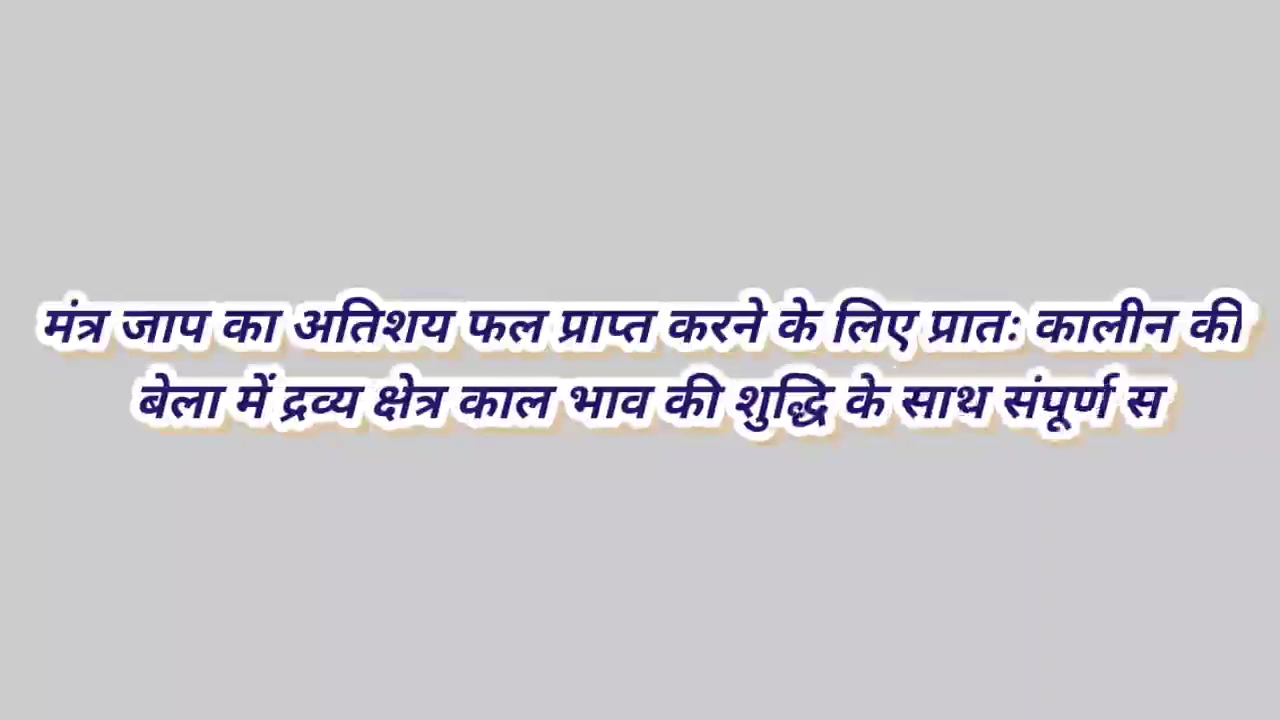 मंत्र जाप का अतिशय फल प्राप्त करने के लिए प्रातः कालीन की
बेला में द्रव्य क्षेत्र काल भाव की शुद्धि के साथ संपूर्ण स